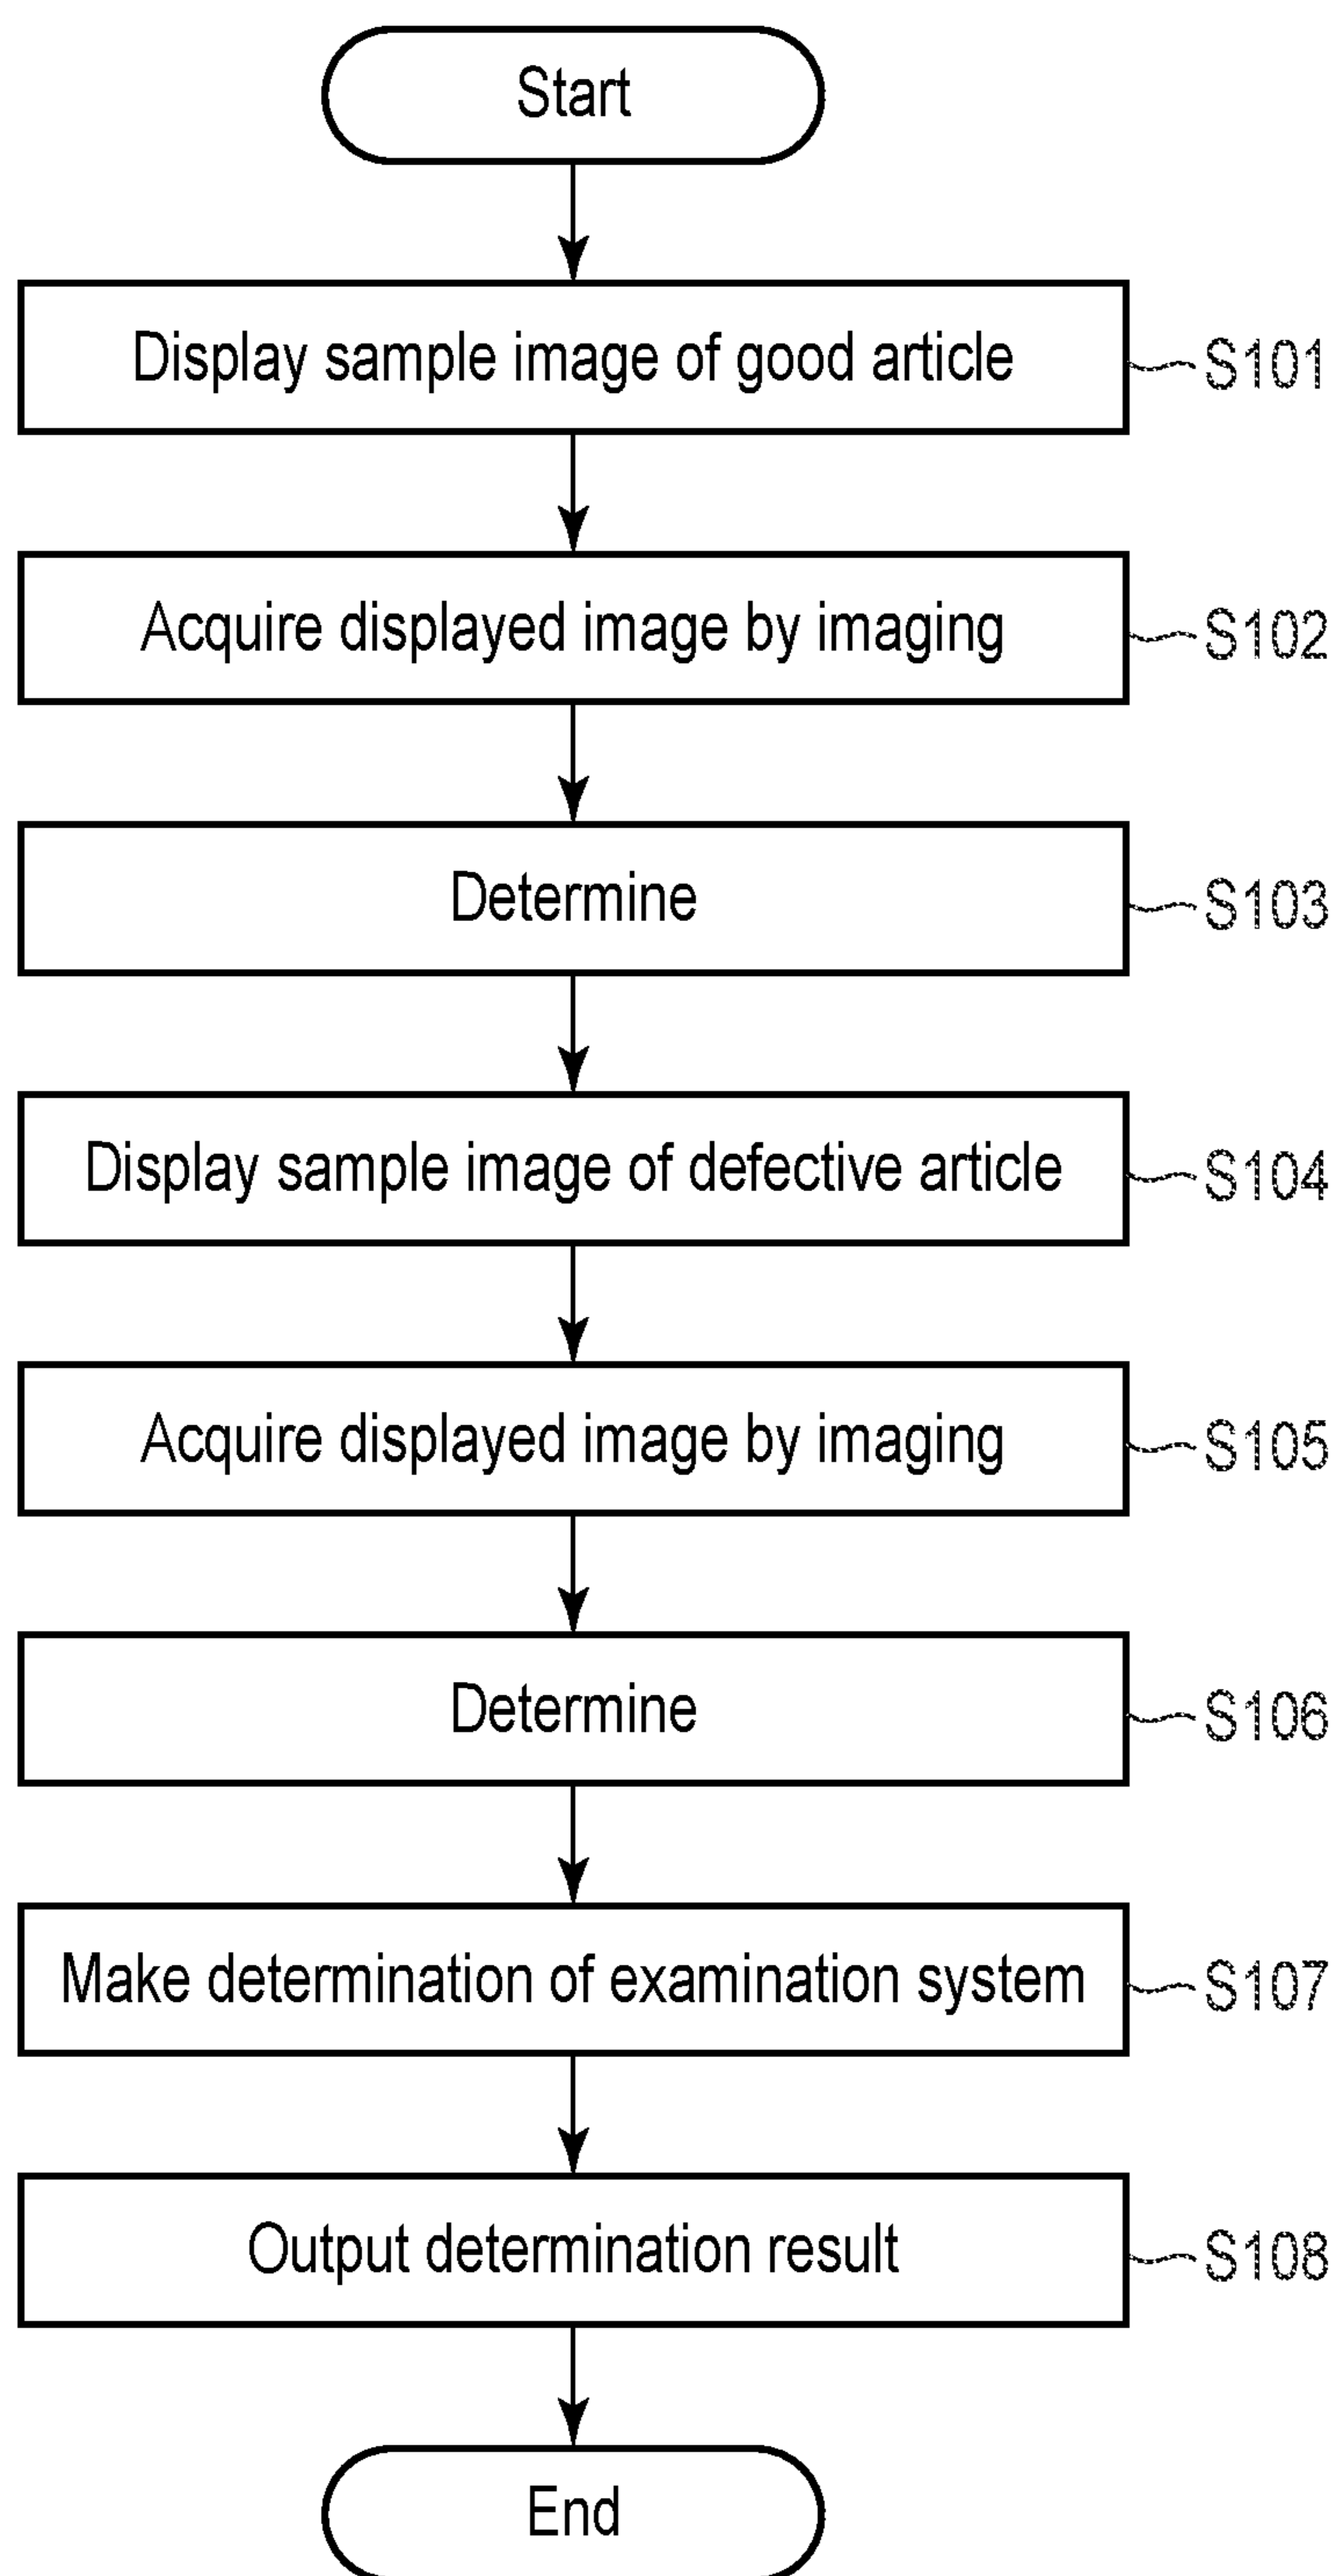 Start
Display sample image of good article
S101
Acquire displayed image by imaging
S102
Determine
S103
Display sample image of defective article
S104
Acquire displayed image by imaging
S105
Determine
S106
Make determination of examination system
S107
Output determination result
S108
End